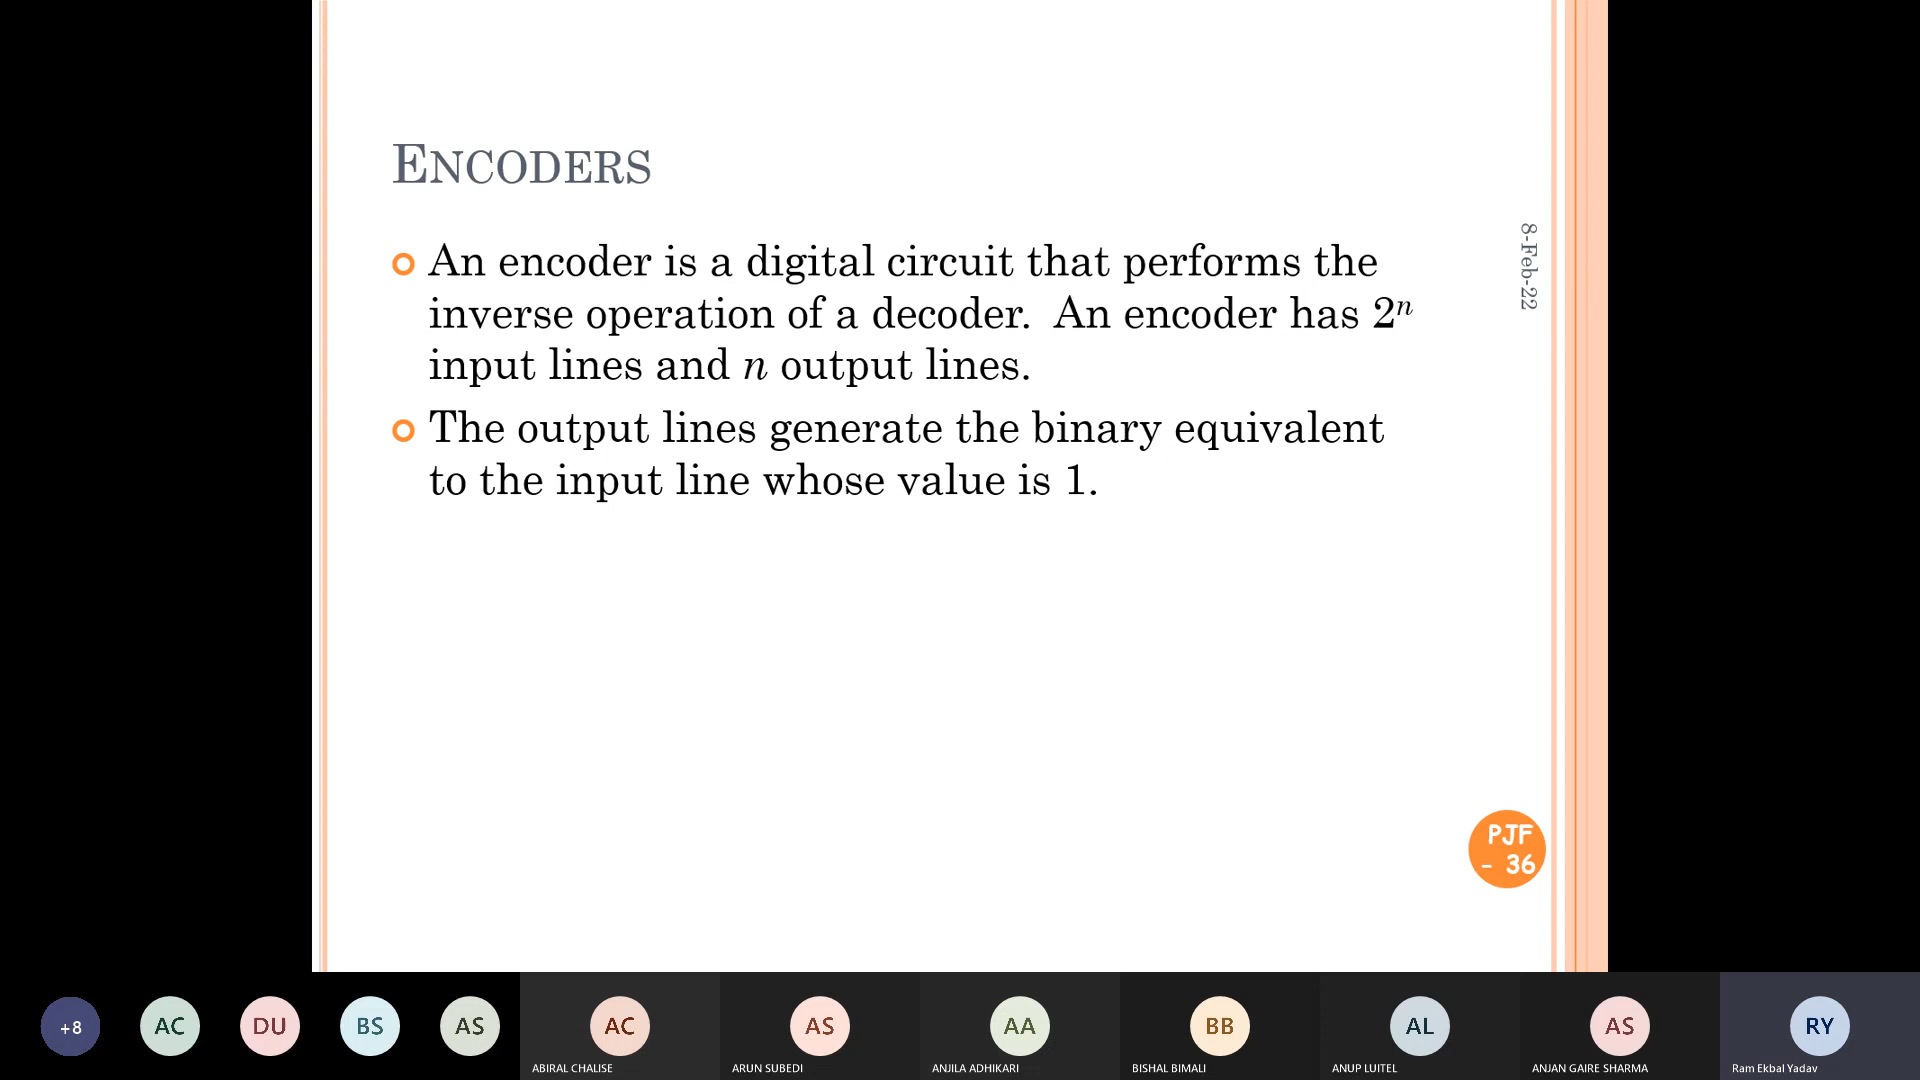 ENCODERS
An encoder is a digital circuit that performs the
inverse operation of a decoder.  An encoder has 2ⁿ
input lines and n output lines.
The output lines generate the binary equivalent
to the input line whose value is 1.
8-Feb-22
PJF
- 36
+8
AC
DU
BS
AS
AC
AS
AA
BB
AL
AS
RY
ABIRAL CHALISE
ARUN SUBEDI
ANJILA ADHIKARI
BISHAL BIMALI
ANUP LUITEL
ANJAN GAIRE SHARMA
Ram Ekbal Yadav